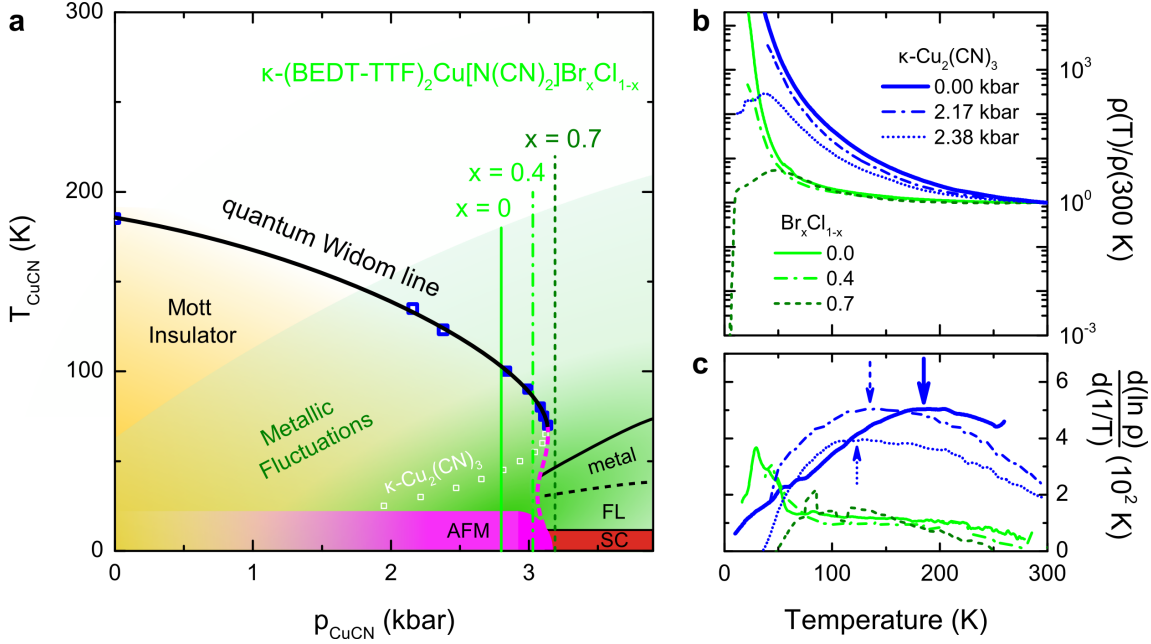 a
300
200
100
0
T_CuCN (K)
κ-(BEDT-TTF)₂Cu[N(CN)₂]BrₓCl₁₋ₓ
x = 0.7
x = 0.4
x = 0
quantum Widom line
Mott
Insulator
Metallic
Fluctuations
κ-Cu₂(CN)₃
metal
FL
AFM
SC
0
1
2
3
p_CuCN (kbar)
b
κ-Cu₂(CN)₃
0.00 kbar
2.17 kbar
2.38 kbar
BrₓCl₁₋ₓ
0.0
0.4
0.7
10³
10⁰
10⁻³
ρ(T)/ρ(300 K)
c
6
4
2
0
d(ln ρ)
d(1/T)
(10² K)
0
100
200
300
Temperature (K)